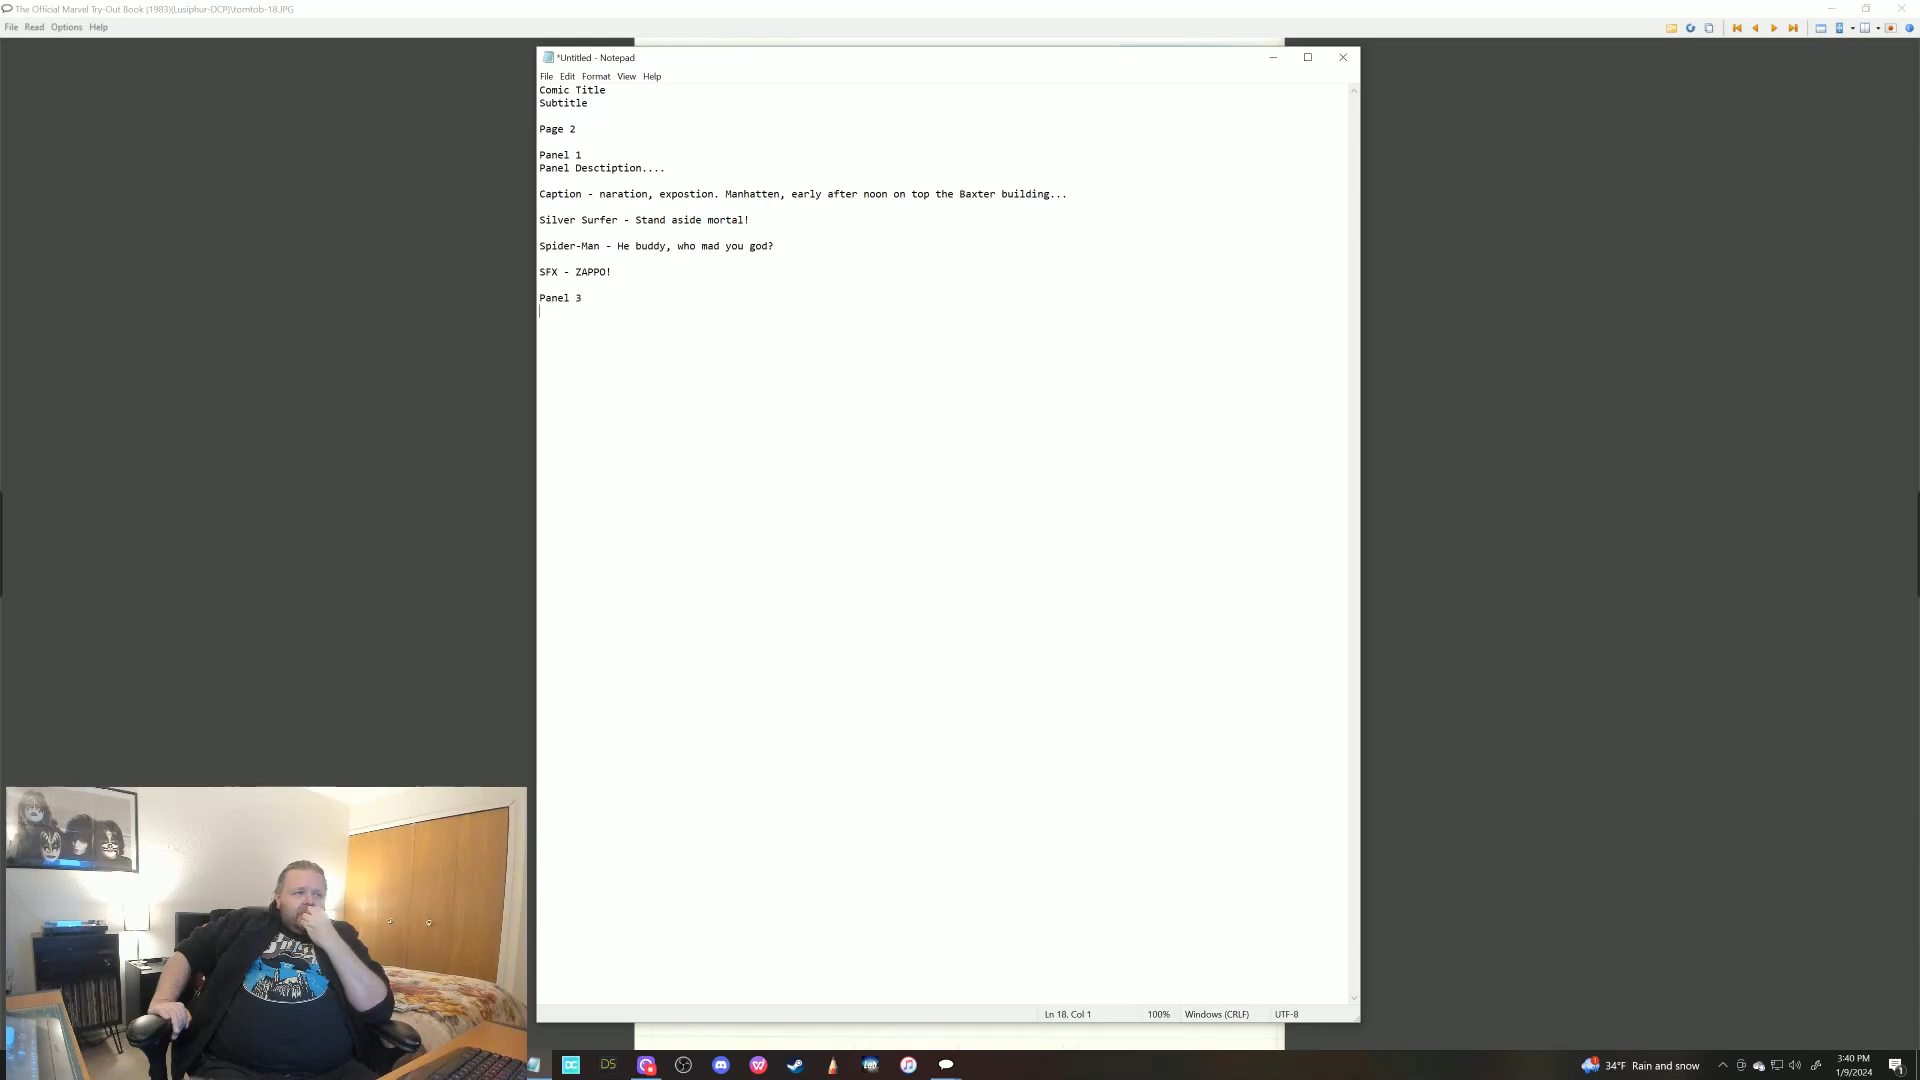 The Official Marvel Try-Out Book (1983)(Lusiphur-DCP)\tomtob-18.JPG
File Read Options Help
*Untitled - Notepad
File Edit Format View Help
Comic Title
Subtitle
Page 2
Panel 1
Panel Desctiption....
Caption - naration, expostion. Manhatten, early after noon on top the Baxter building...
Silver Surfer - Stand aside mortal!
Spider-Man - He buddy, who mad you god?
SFX - ZAPPO!
Panel 3
Ln 18, Col 1 100% Windows (CRLF) UTF-8
DC DS Lab 34°F Rain and snow 3:40 PM
1/9/2024